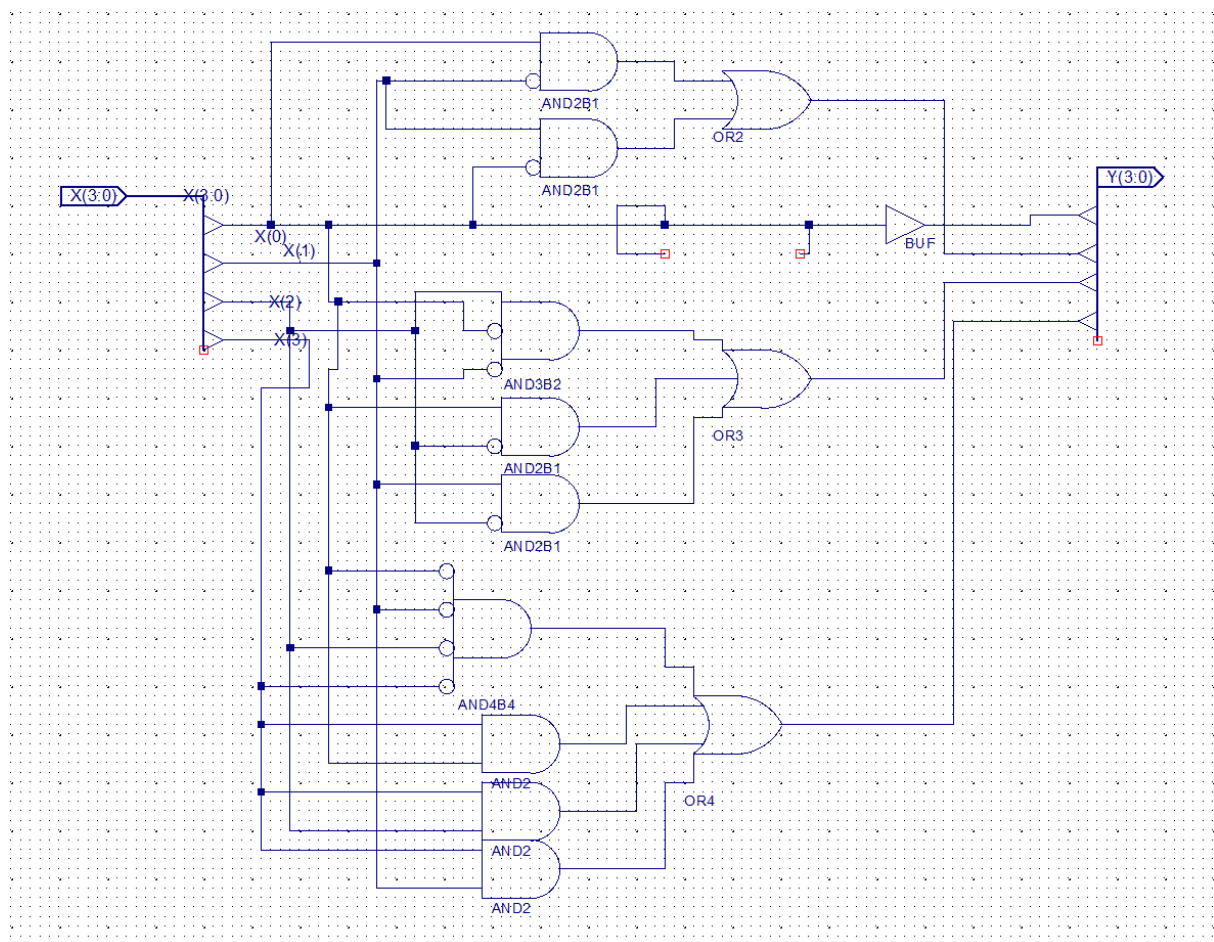 AND2B1
OR2
AND2B1
X(3:0)
X(3:0)
Y(3:0)
X(0)
X(1)
BUF
X(2)
X(3)
AND3B2
OR3
AND2B1
AND2B1
AND4B4
AND2
OR4
AND2
AND2